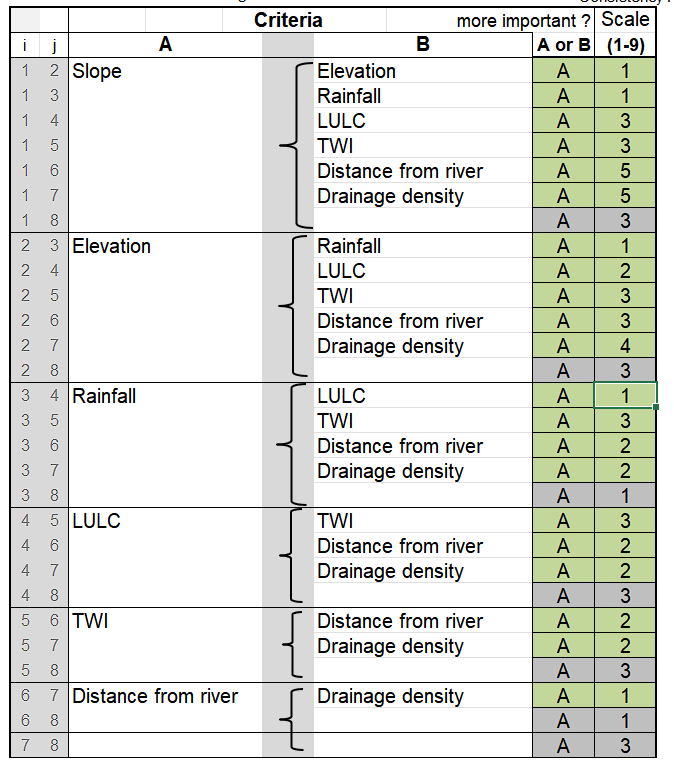 Criteria more important ? Scale
i j A B A or B (1-9)
1 2 Slope Elevation A 1
1 3 Rainfall A 1
1 4 LULC A 3
1 5 TWI A 3
1 6 Distance from river A 5
1 7 Drainage density A 5
1 8 A 3
2 3 Elevation Rainfall A 1
2 4 LULC A 2
2 5 TWI A 3
2 6 Distance from river A 3
2 7 Drainage density A 4
2 8 A 3
3 4 Rainfall LULC A 1
3 5 TWI A 3
3 6 Distance from river A 2
3 7 Drainage density A 2
3 8 A 1
4 5 LULC TWI A 3
4 6 Distance from river A 2
4 7 Drainage density A 2
4 8 A 3
5 6 TWI Distance from river A 2
5 7 Drainage density A 2
5 8 A 3
6 7 Distance from river Drainage density A 1
6 8 A 1
7 8 A 3